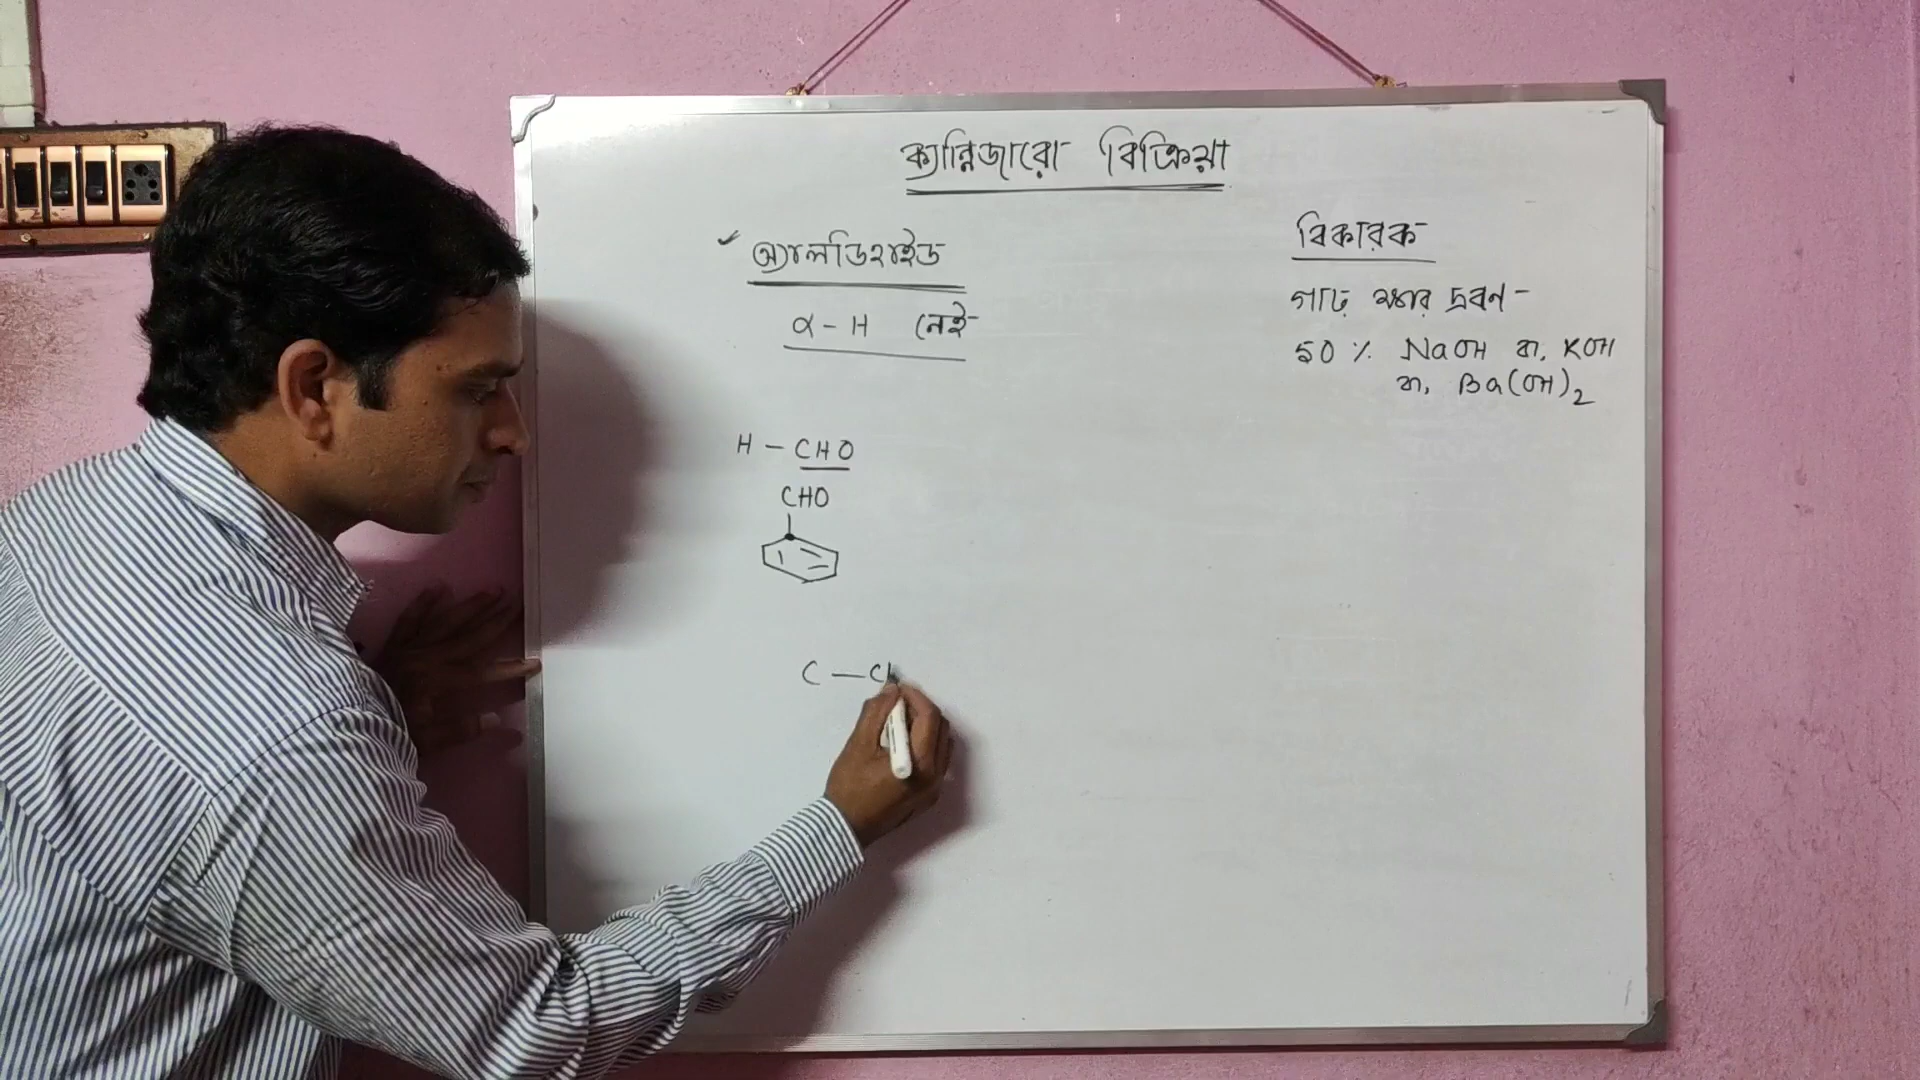 ক্যান্নিজারো বিক্রিয়া
অ্যালডিহাইড
α - H নেই
H - CHO
CHO
C - C
বিকারক
গাঢ় ক্ষার দ্রবণ -
50 % NaOH বা, KOH
বা, Ba(OH)2